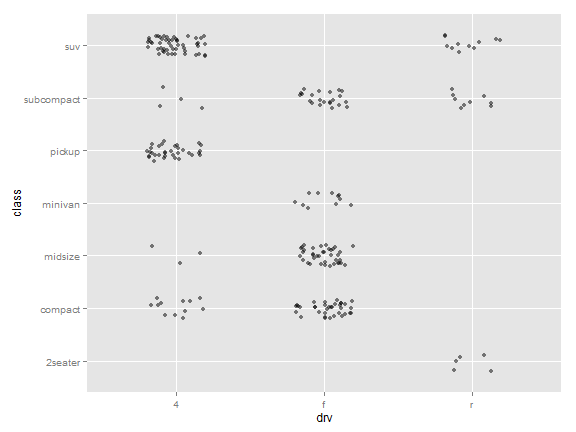 suv
subcompact
pickup
minivan
midsize
compact
2seater
class
4
f
r
drv